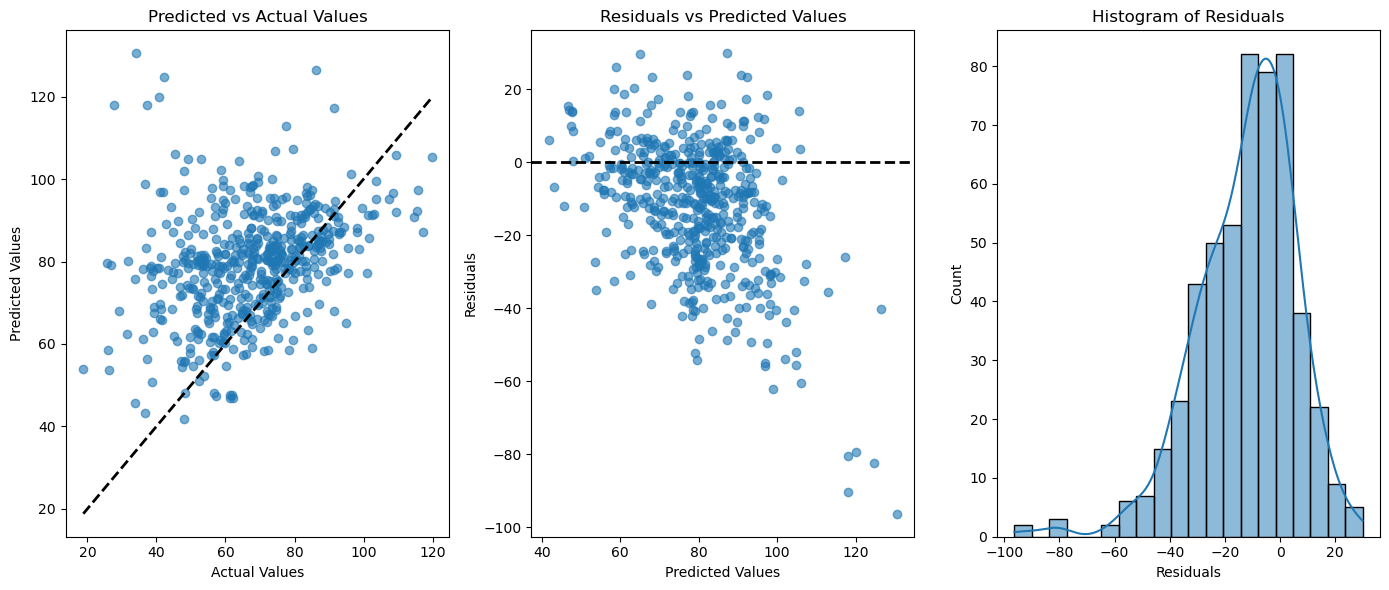 Predicted vs Actual Values
Predicted Values
120
100
80
60
40
20
20 40 60 80 100 120
Actual Values
Residuals vs Predicted Values
Residuals
20
0
−20
−40
−60
−80
−100
40 60 80 100 120
Predicted Values
Histogram of Residuals
Count
80
70
60
50
40
30
20
10
0
−100 −80 −60 −40 −20 0 20
Residuals